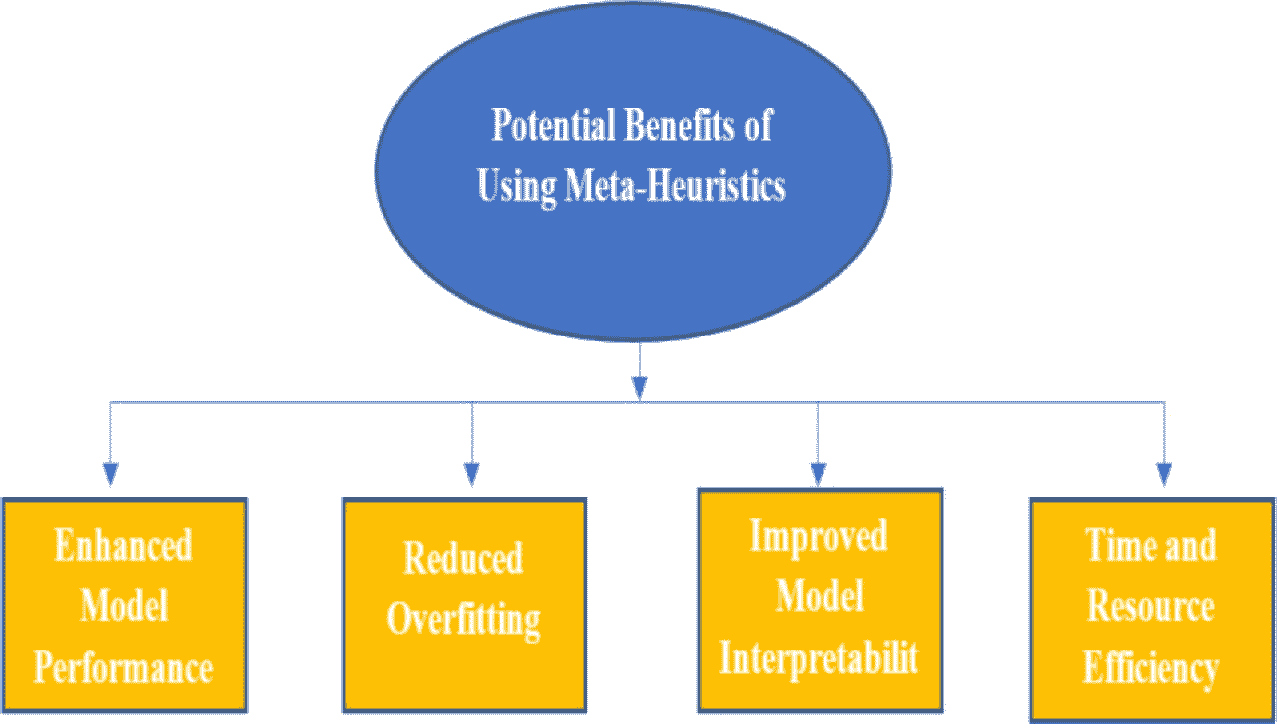 Potential Benefits of
Using Meta-Heuristics
Enhanced
Model
Performance
Reduced
Overfitting
Improved
Model
Interpretabilit
Time and
Resource
Efficiency